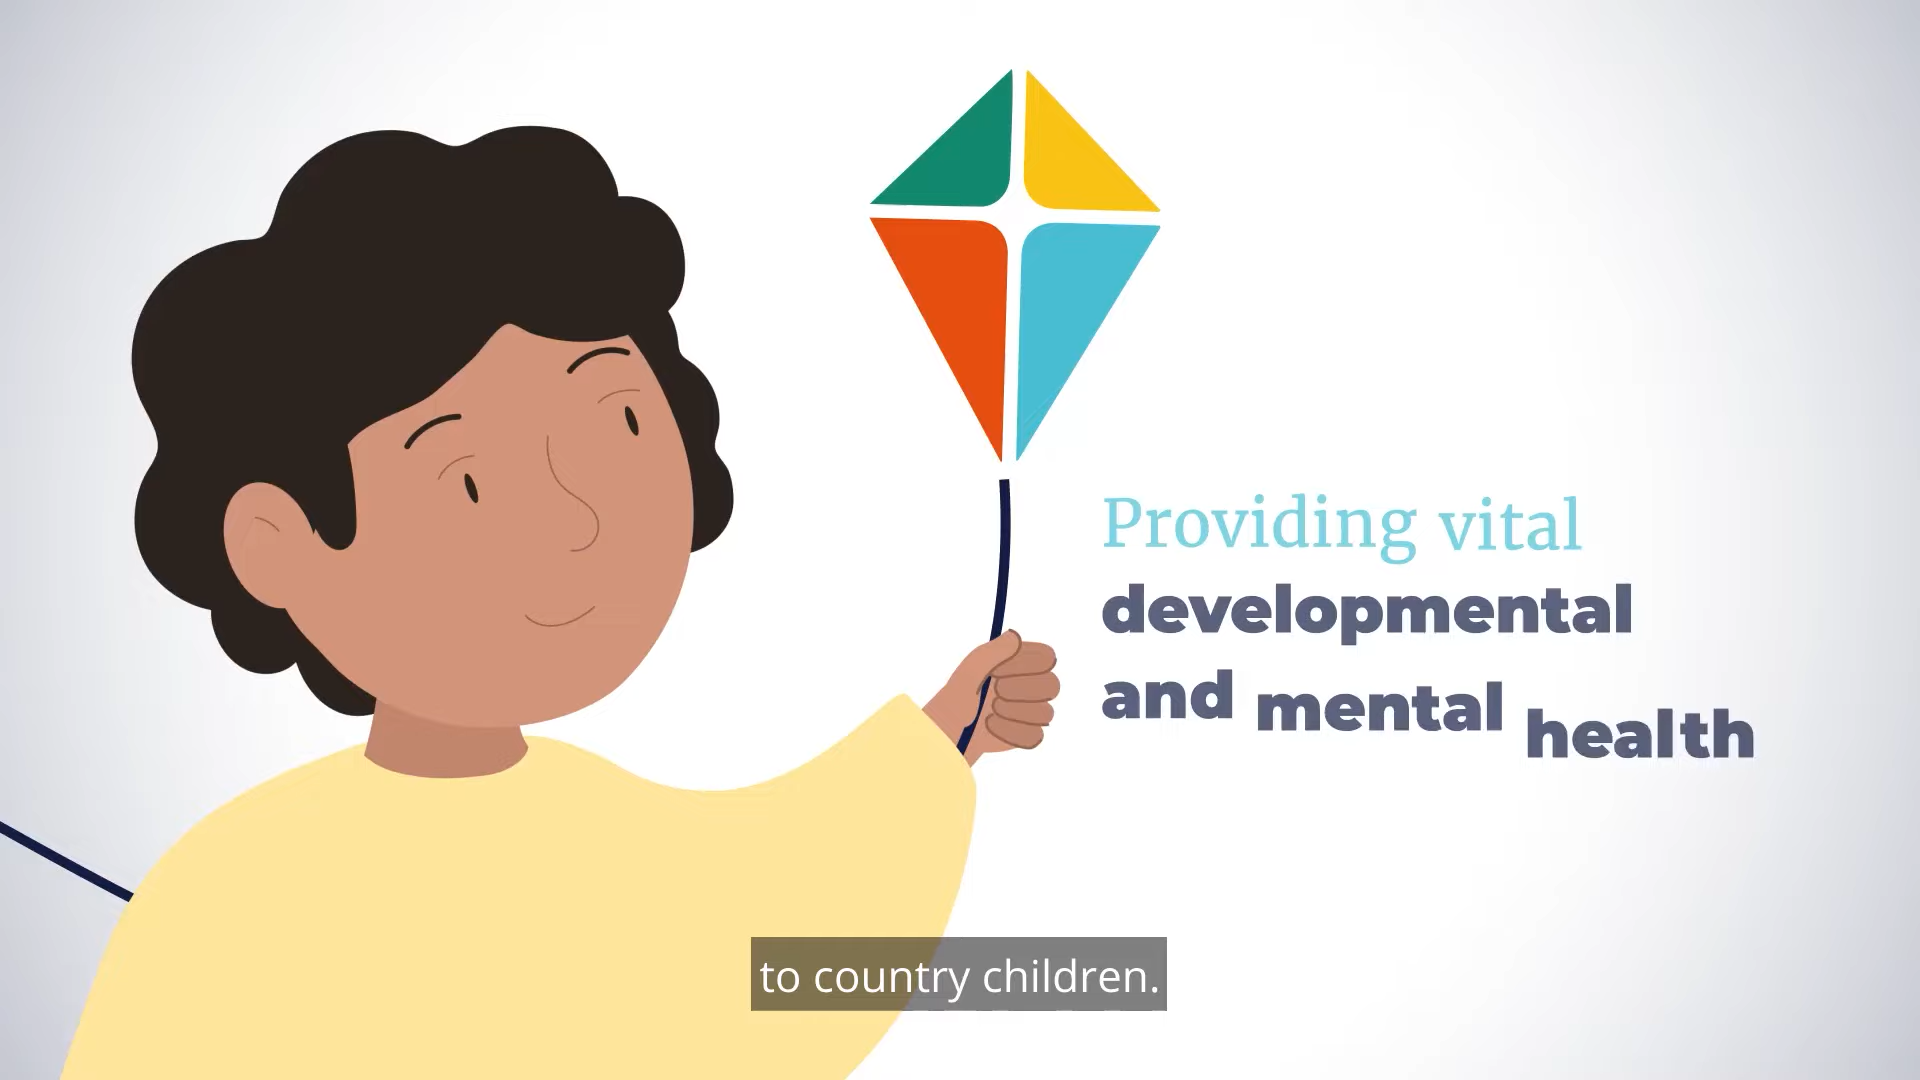 Providing vital
developmental
and mental health
to country children.